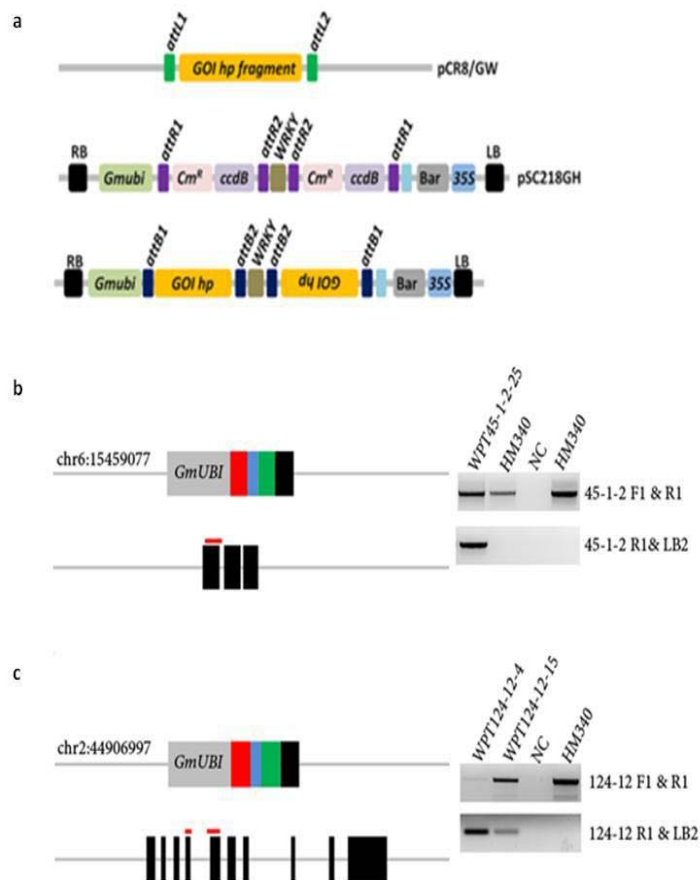 a
attL1 attL2
GOI hp fragment pCR8/GW
RB attR1 attR2 WRKY attR2 attR1 LB
Gmubi CmR ccdB CmR ccdB Bar 35S pSC218GH
RB attB1 attB2 WRKY attB2 attB1 LB
Gmubi GOI hp GOI hp Bar 35S
b
WPT45-1-2-25 HM340 NC HM340
chr6:15459077
GmUBI
45-1-2 F1 & R1
45-1-2 R1& LB2
c
WPT124-12-4 WPT124-12-15 NC HM340
chr2:44906997
GmUBI
124-12 F1 & R1
124-12 R1 & LB2